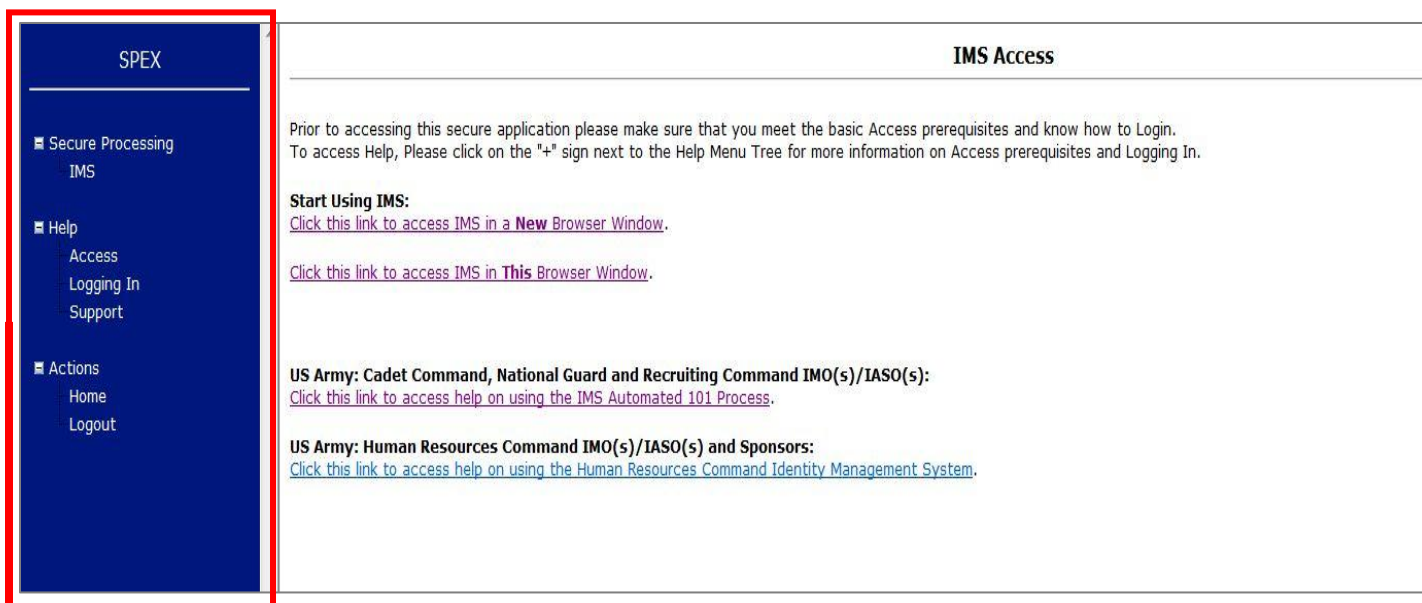 SPEX
Secure Processing
IMS
Help
Access
Logging In
Support
Actions
Home
Logout
IMS Access
Prior to accessing this secure application please make sure that you meet the basic Access prerequisites and know how to Login.
To access Help, Please click on the "+" sign next to the Help Menu Tree for more information on Access prerequisites and Logging In.
Start Using IMS:
Click this link to access IMS in a New Browser Window.
Click this link to access IMS in This Browser Window.
US Army: Cadet Command, National Guard and Recruiting Command IMO(s)/IASO(s):
Click this link to access help on using the IMS Automated 101 Process.
US Army: Human Resources Command IMO(s)/IASO(s) and Sponsors:
Click this link to access help on using the Human Resources Command Identity Management System.